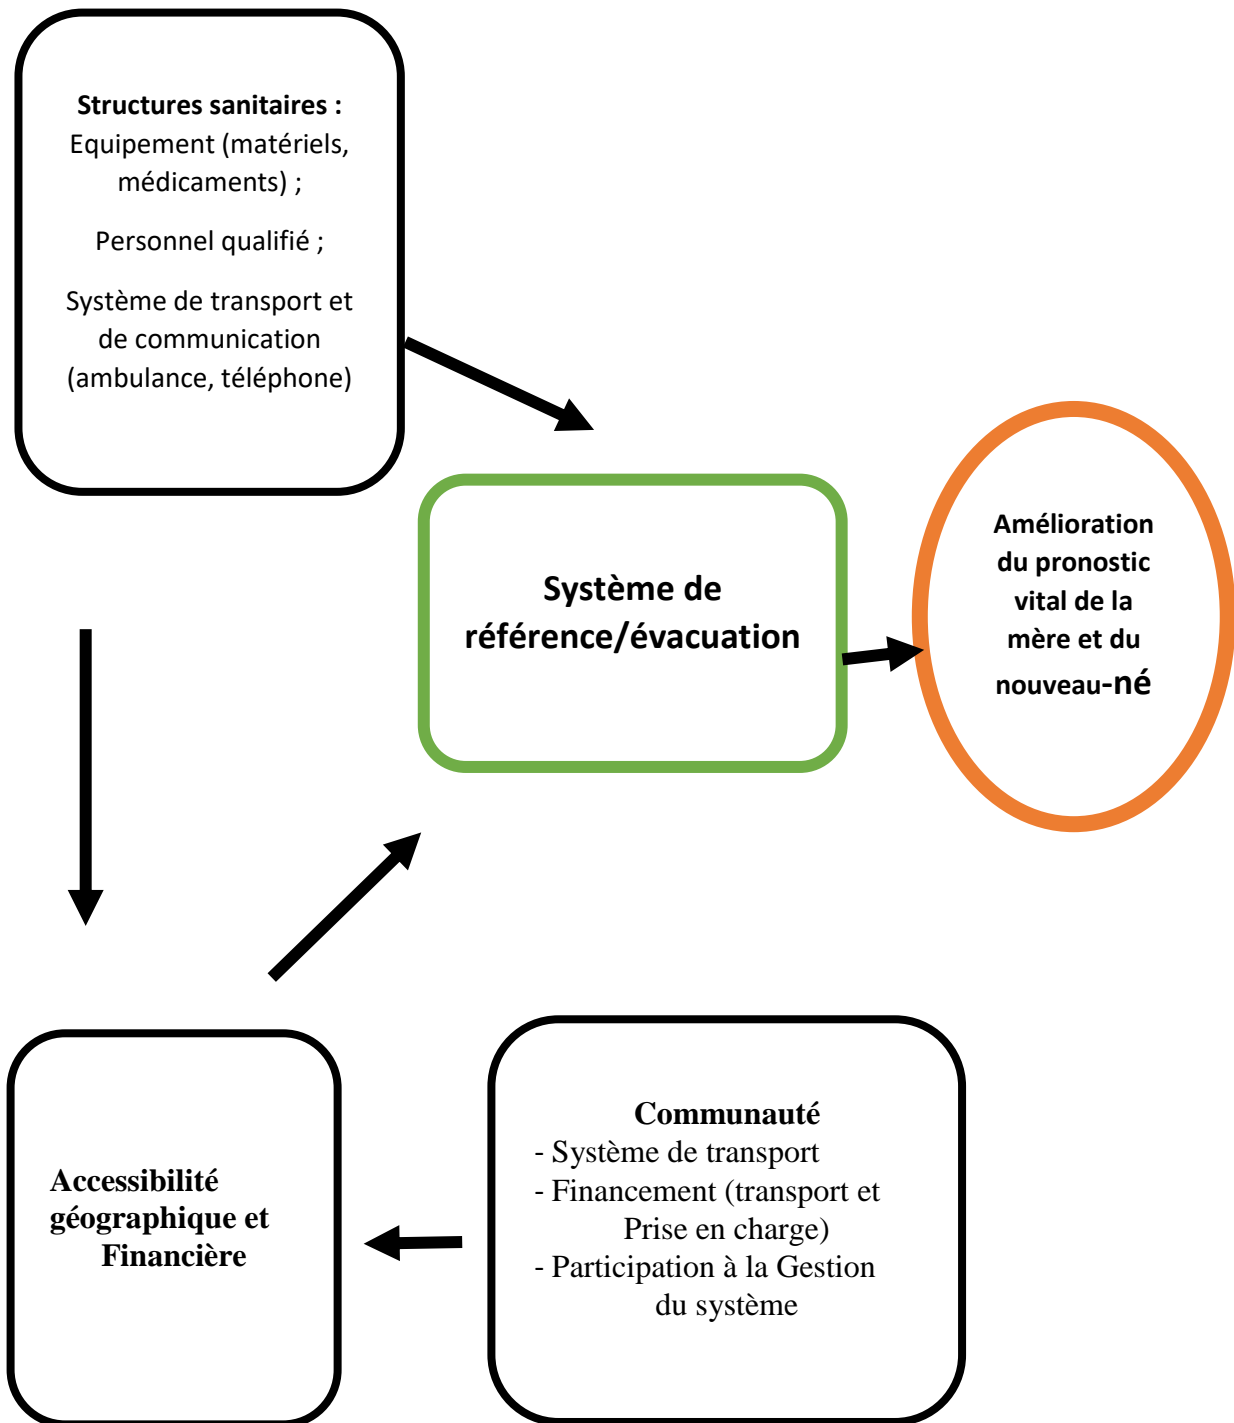 Structures sanitaires :
Equipement (matériels,
médicaments) ;
Personnel qualifié ;
Système de transport et
de communication
(ambulance, téléphone)
Système de
référence/évacuation
Amélioration
du pronostic
vital de la
mère et du
nouveau-né
Accessibilité
géographique et
Financière
Communauté
- Système de transport
- Financement (transport et
Prise en charge)
- Participation à la Gestion
du système